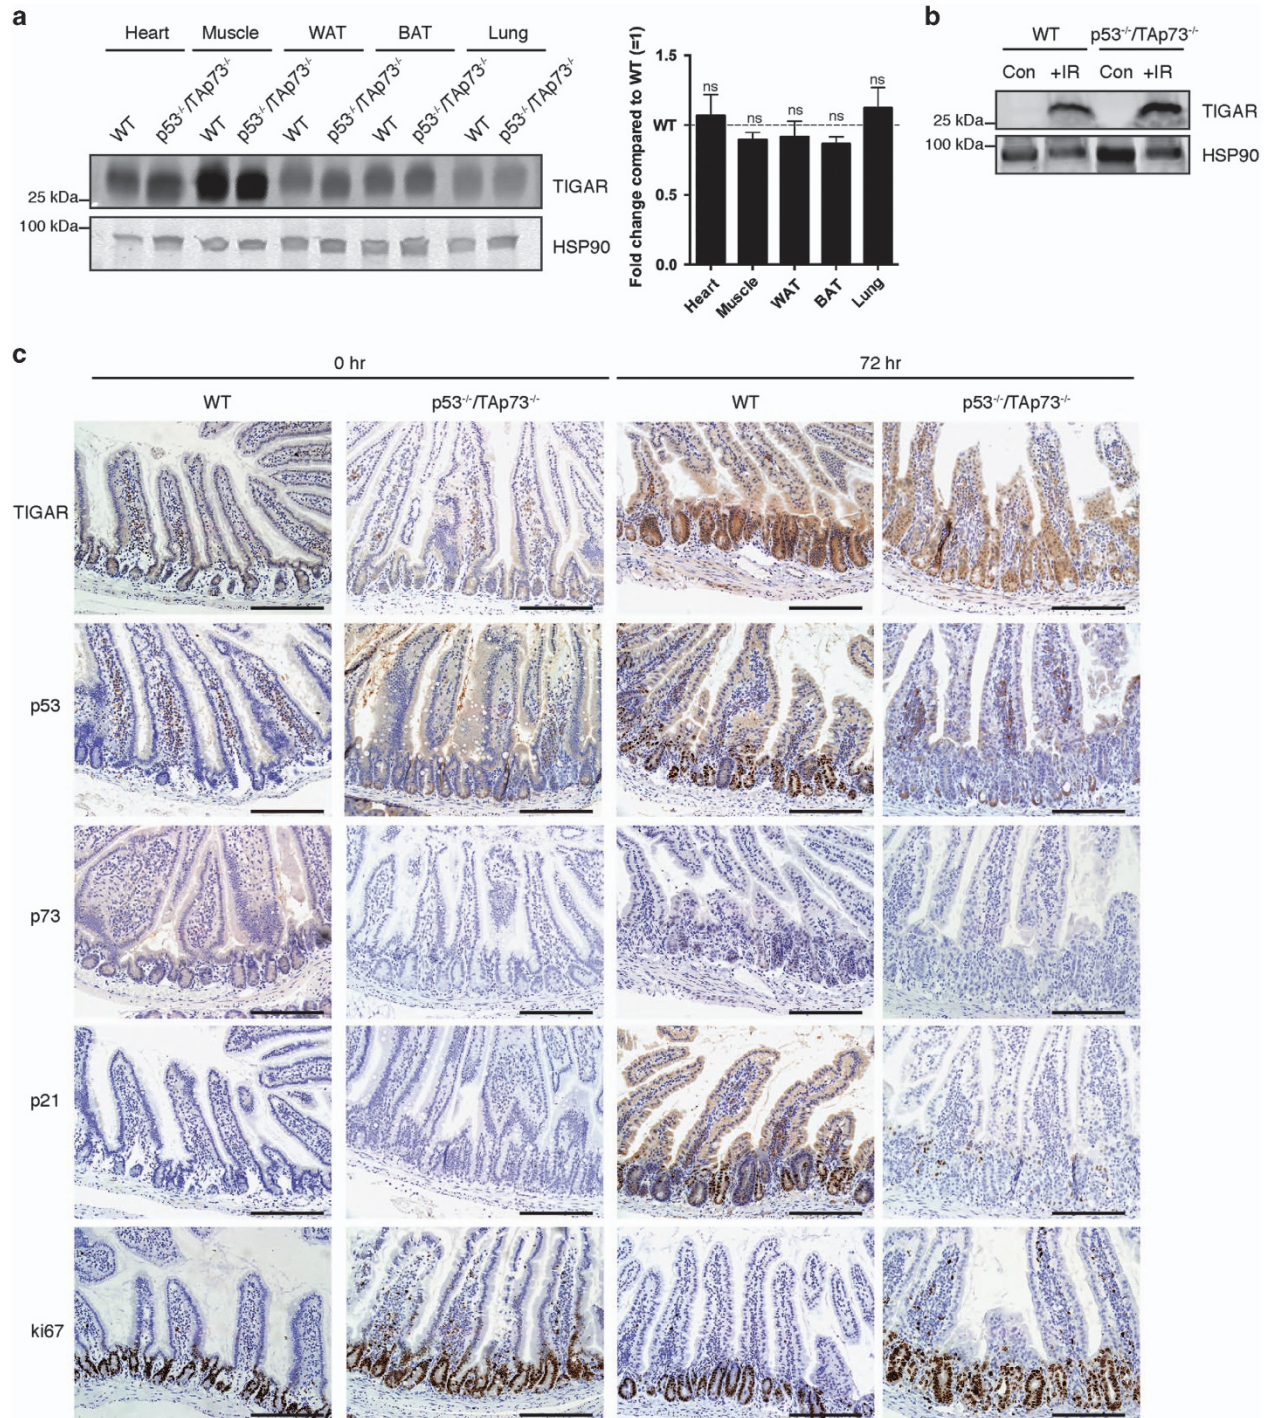 a
Heart Muscle WAT BAT Lung
WT p53-/-/TAp73-/- WT p53-/-/TAp73-/- WT p53-/-/TAp73-/- WT p53-/-/TAp73-/- WT p53-/-/TAp73-/-
25 kDa TIGAR
100 kDa HSP90
Fold change compared to WT (=1)
1.5
WT
0.5
0.0
ns ns ns ns ns
Heart Muscle WAT BAT Lung
b
WT p53-/-/TAp73-/-
Con +IR Con +IR
25 kDa TIGAR
100 kDa HSP90
c
0 hr 72 hr
WT p53-/-/TAp73-/- WT p53-/-/TAp73-/-
TIGAR
p53
p73
p21
ki67